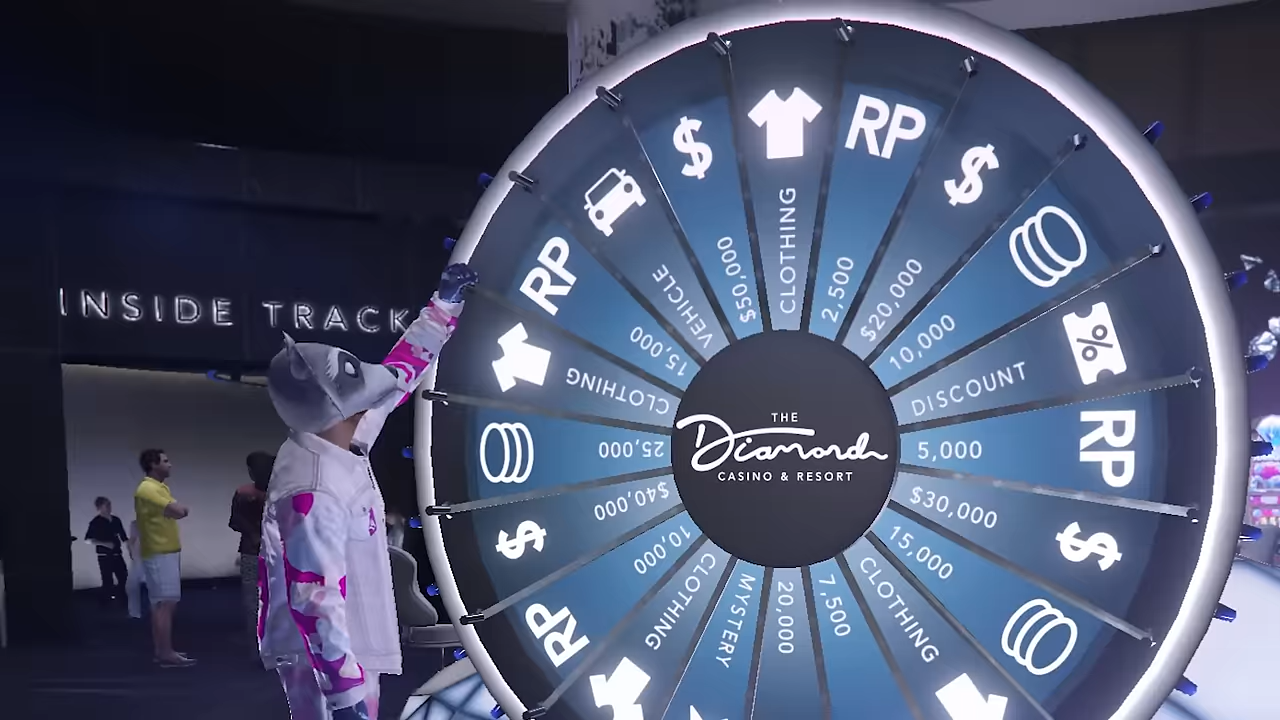 INSIDE TRACK
THE
Diamond
CASINO & RESORT
CLOTHING
RP
2,500
$
$20,000
10,000
%
DISCOUNT
RP
5,000
$
$30,000
15,000
CLOTHING
7,500
20,000
MYSTERY
CLOTHING
RP
10,000
$
$40,000
25,000
CLOTHING
RP
15,000
VEHICLE
$
$50,000